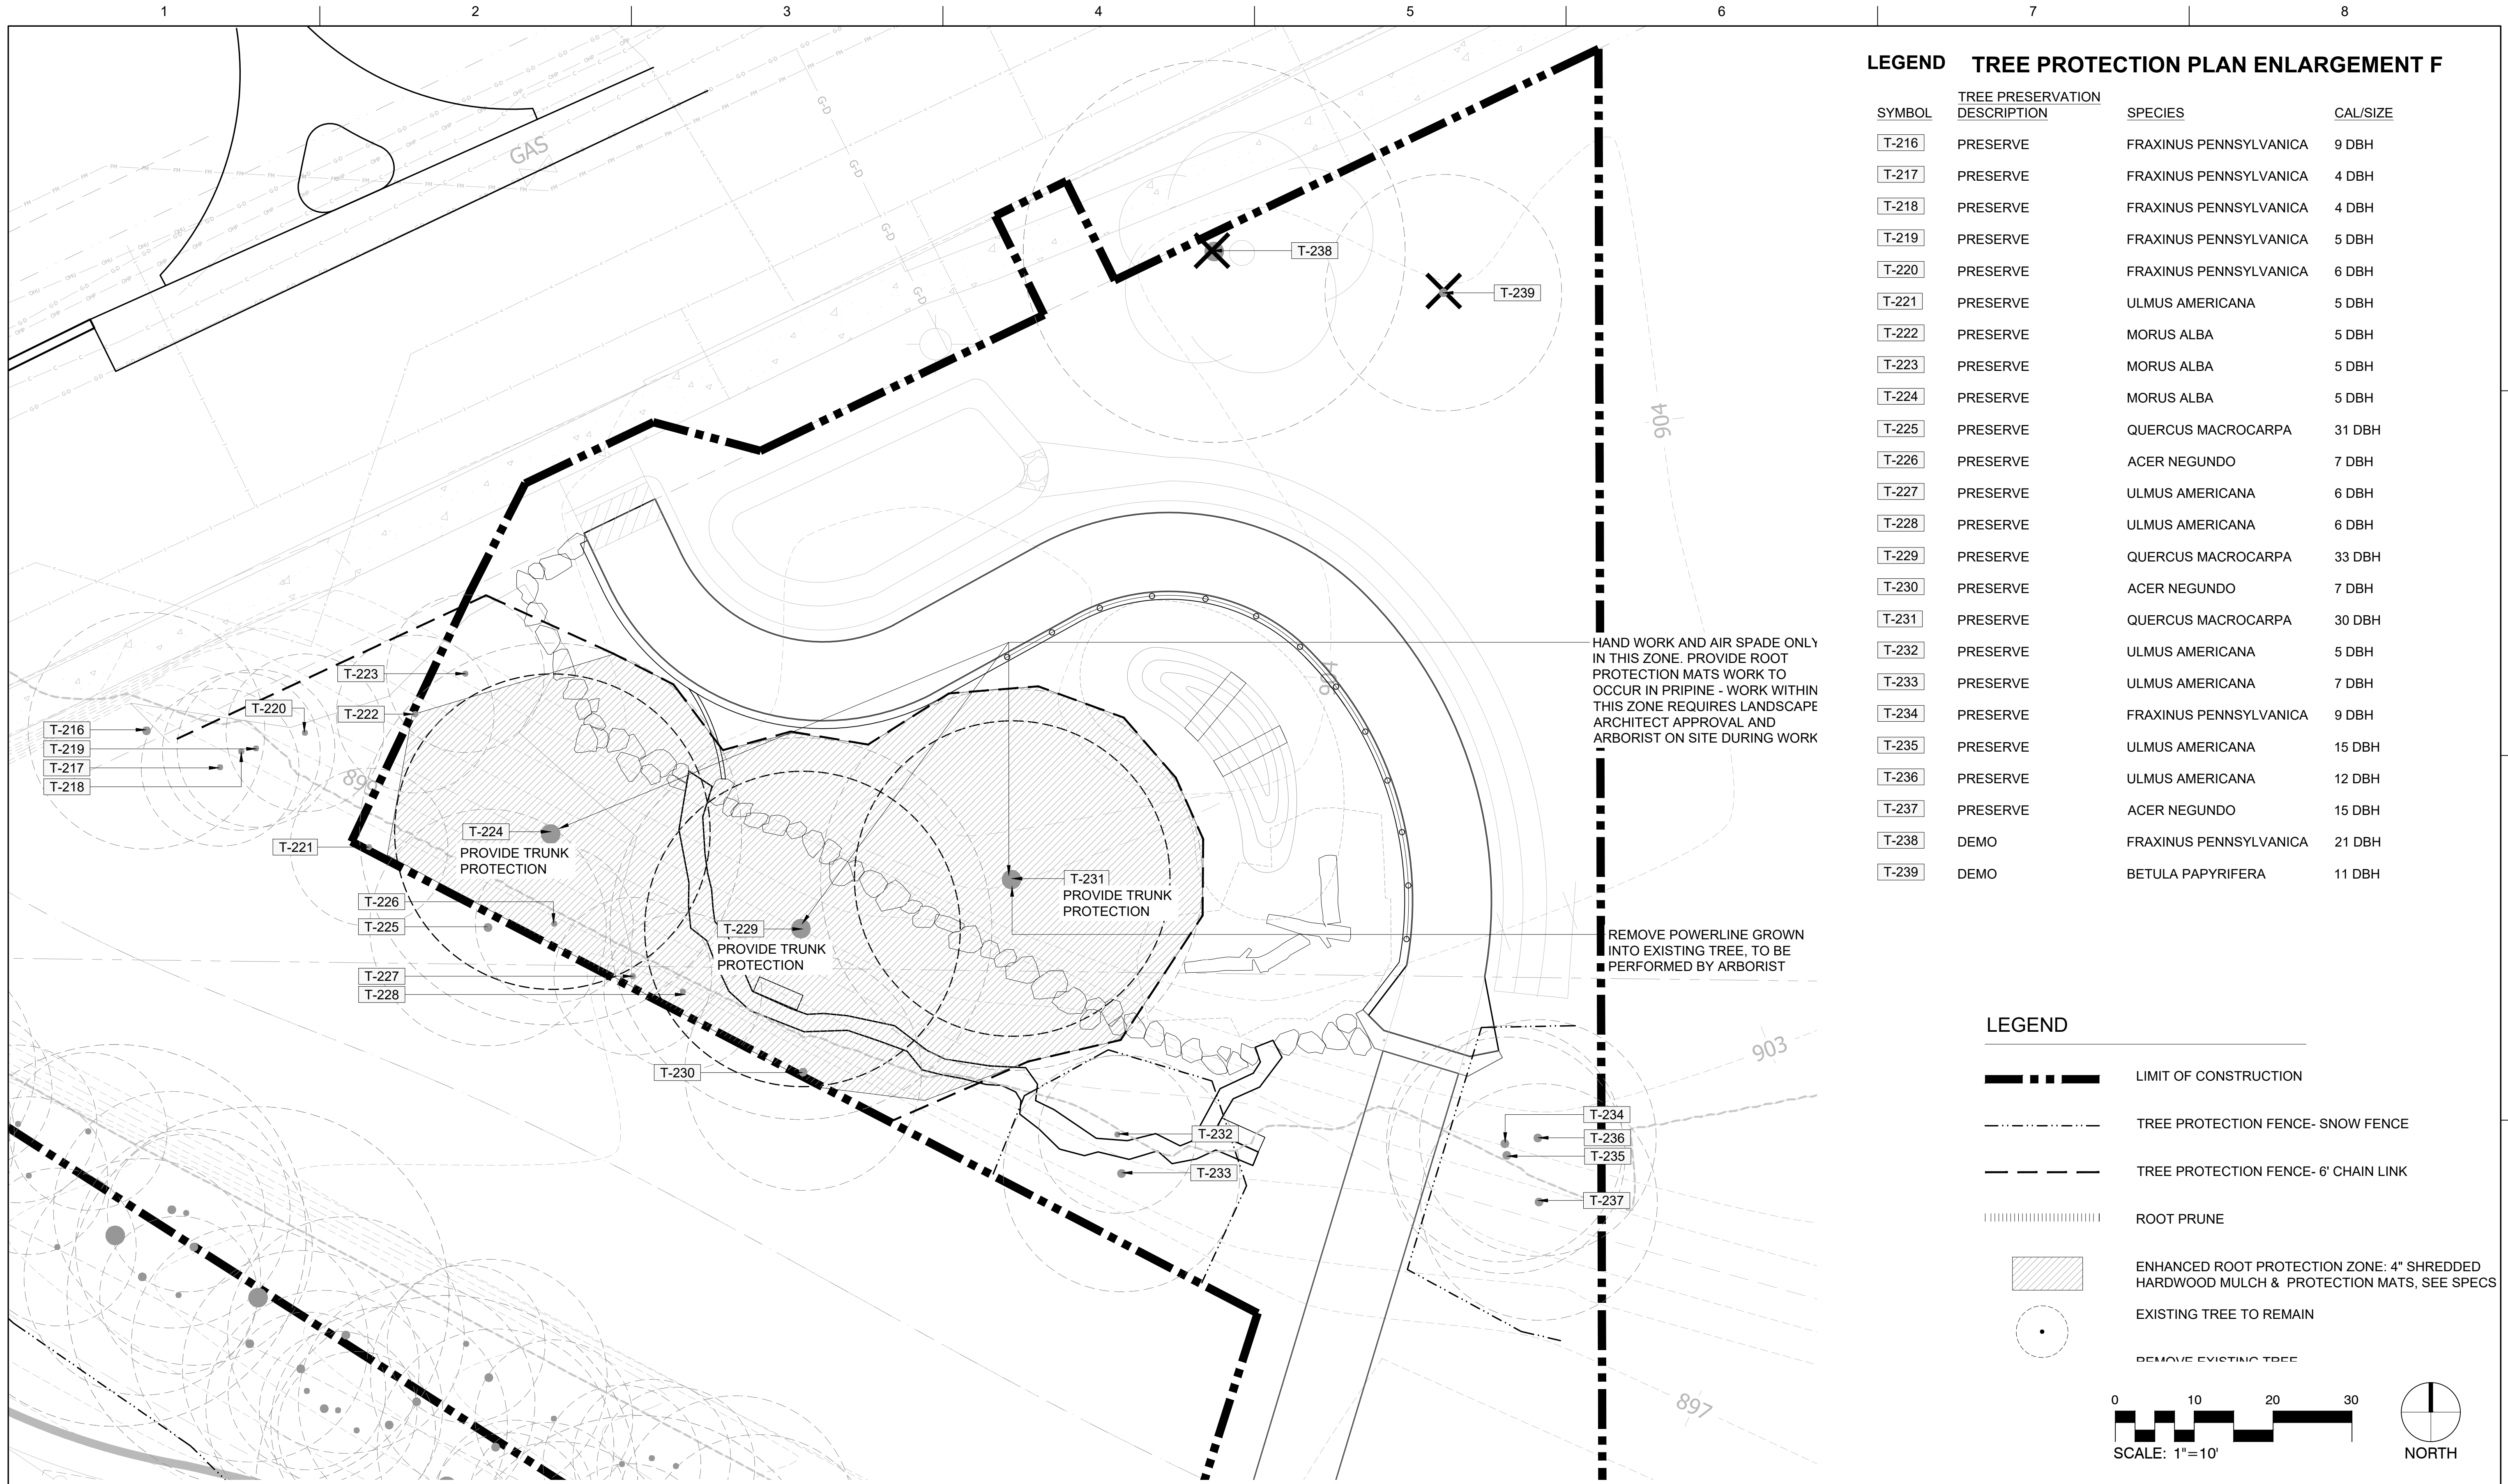 1 2 3 4 5 6 7 8
LEGEND TREE PROTECTION PLAN ENLARGEMENT F
TREE PRESERVATION
SYMBOL DESCRIPTION SPECIES CAL/SIZE
T-216 PRESERVE FRAXINUS PENNSYLVANICA 9 DBH
T-217 PRESERVE FRAXINUS PENNSYLVANICA 4 DBH
T-218 PRESERVE FRAXINUS PENNSYLVANICA 4 DBH
T-219 PRESERVE FRAXINUS PENNSYLVANICA 5 DBH
T-220 PRESERVE FRAXINUS PENNSYLVANICA 6 DBH
T-221 PRESERVE ULMUS AMERICANA 5 DBH
T-222 PRESERVE MORUS ALBA 5 DBH
T-223 PRESERVE MORUS ALBA 5 DBH
T-224 PRESERVE MORUS ALBA 5 DBH
T-225 PRESERVE QUERCUS MACROCARPA 31 DBH
T-226 PRESERVE ACER NEGUNDO 7 DBH
T-227 PRESERVE ULMUS AMERICANA 6 DBH
T-228 PRESERVE ULMUS AMERICANA 6 DBH
T-229 PRESERVE QUERCUS MACROCARPA 33 DBH
T-230 PRESERVE ACER NEGUNDO 7 DBH
T-231 PRESERVE QUERCUS MACROCARPA 30 DBH
T-232 PRESERVE ULMUS AMERICANA 5 DBH
T-233 PRESERVE ULMUS AMERICANA 7 DBH
T-234 PRESERVE FRAXINUS PENNSYLVANICA 9 DBH
T-235 PRESERVE ULMUS AMERICANA 15 DBH
T-236 PRESERVE ULMUS AMERICANA 12 DBH
T-237 PRESERVE ACER NEGUNDO 15 DBH
T-238 DEMO FRAXINUS PENNSYLVANICA 21 DBH
T-239 DEMO BETULA PAPYRIFERA 11 DBH
GAS
G-D
G-D
G-D
G-D
T-238
T-239
904
HAND WORK AND AIR SPADE ONLY
IN THIS ZONE. PROVIDE ROOT
PROTECTION MATS WORK TO
OCCUR IN PRIPINE - WORK WITHIN
THIS ZONE REQUIRES LANDSCAPE
ARCHITECT APPROVAL AND
ARBORIST ON SITE DURING WORK
T-223
T-220
T-222
T-216
T-219
T-217
T-218
T-224
PROVIDE TRUNK
PROTECTION
T-221
T-231
PROVIDE TRUNK
PROTECTION
T-226
T-225
T-229
PROVIDE TRUNK
PROTECTION
REMOVE POWERLINE GROWN
INTO EXISTING TREE, TO BE
PERFORMED BY ARBORIST
T-227
T-228
T-230
903
T-232
T-233
T-234
T-236
T-235
T-237
897
LEGEND
LIMIT OF CONSTRUCTION
TREE PROTECTION FENCE- SNOW FENCE
TREE PROTECTION FENCE- 6' CHAIN LINK
ROOT PRUNE
ENHANCED ROOT PROTECTION ZONE: 4" SHREDDED
HARDWOOD MULCH & PROTECTION MATS, SEE SPECS
EXISTING TREE TO REMAIN
REMOVE EXISTING TREE
0 10 20 30
SCALE: 1"=10'
NORTH